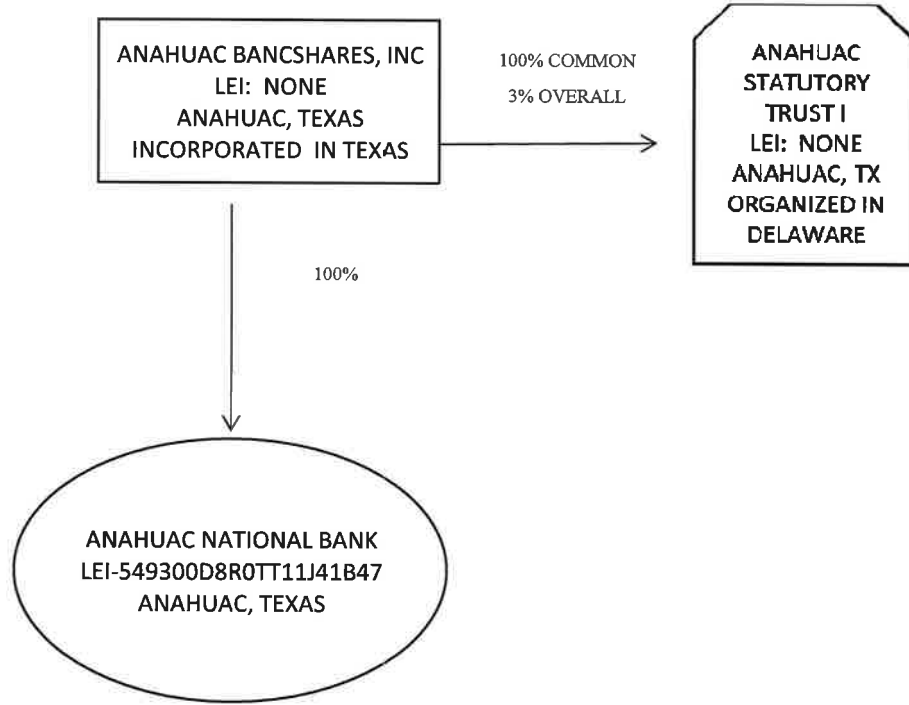 ANAHUAC BANCSHARES, INC
LEI: NONE
ANAHUAC, TEXAS
INCORPORATED IN TEXAS
100% COMMON
3% OVERALL
ANAHUAC
STATUTORY
TRUST I
LEI: NONE
ANAHUAC, TX
ORGANIZED IN
DELAWARE
100%
ANAHUAC NATIONAL BANK
LEI-549300D8R0TT11J41B47
ANAHUAC, TEXAS